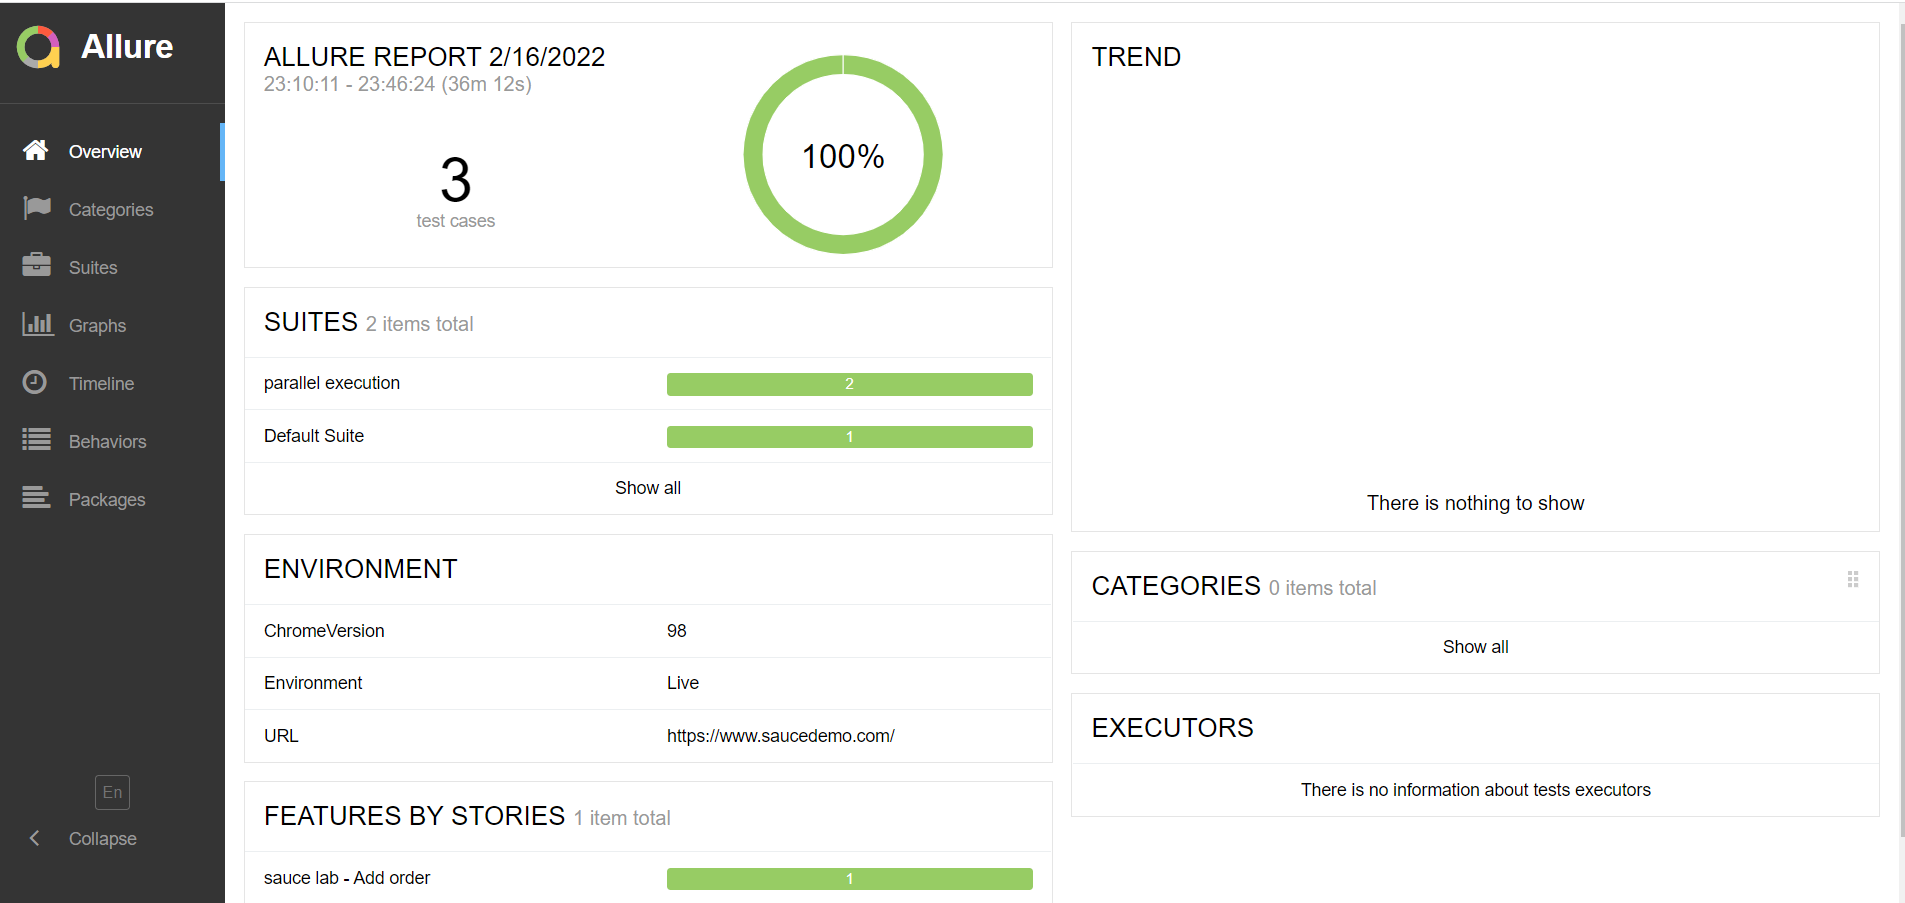 Allure
Overview
Categories
Suites
Graphs
Timeline
Behaviors
Packages
En
Collapse
ALLURE REPORT 2/16/2022
23:10:11 - 23:46:24 (36m 12s)
3
test cases
100%
SUITES 2 items total
parallel execution 2
Default Suite 1
Show all
ENVIRONMENT
ChromeVersion 98
Environment Live
URL https://www.saucedemo.com/
FEATURES BY STORIES 1 item total
sauce lab - Add order 1
TREND
There is nothing to show
CATEGORIES 0 items total
Show all
EXECUTORS
There is no information about tests executors